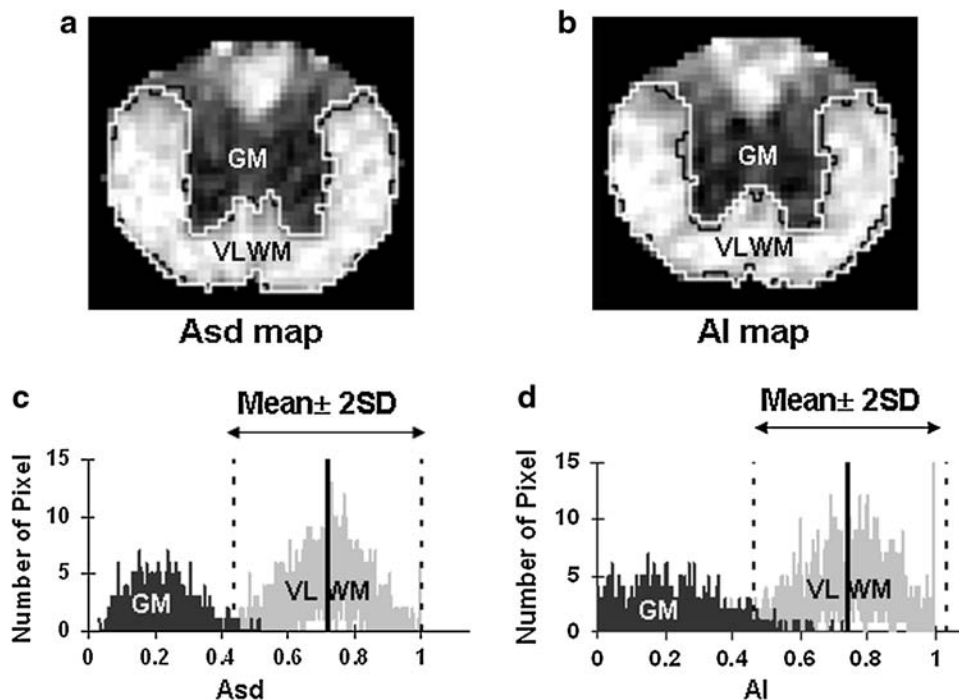 a
b
GM
GM
VLWM
VLWM
Asd map
AI map
c
d
Mean± 2SD
Mean± 2SD
Number of Pixel
15
10
5
0
GM
VL WM
0 0.2 0.4 0.6 0.8 1
Asd
Number of Pixel
15
10
5
0
GM
VL WM
0 0.2 0.4 0.6 0.8 1
AI